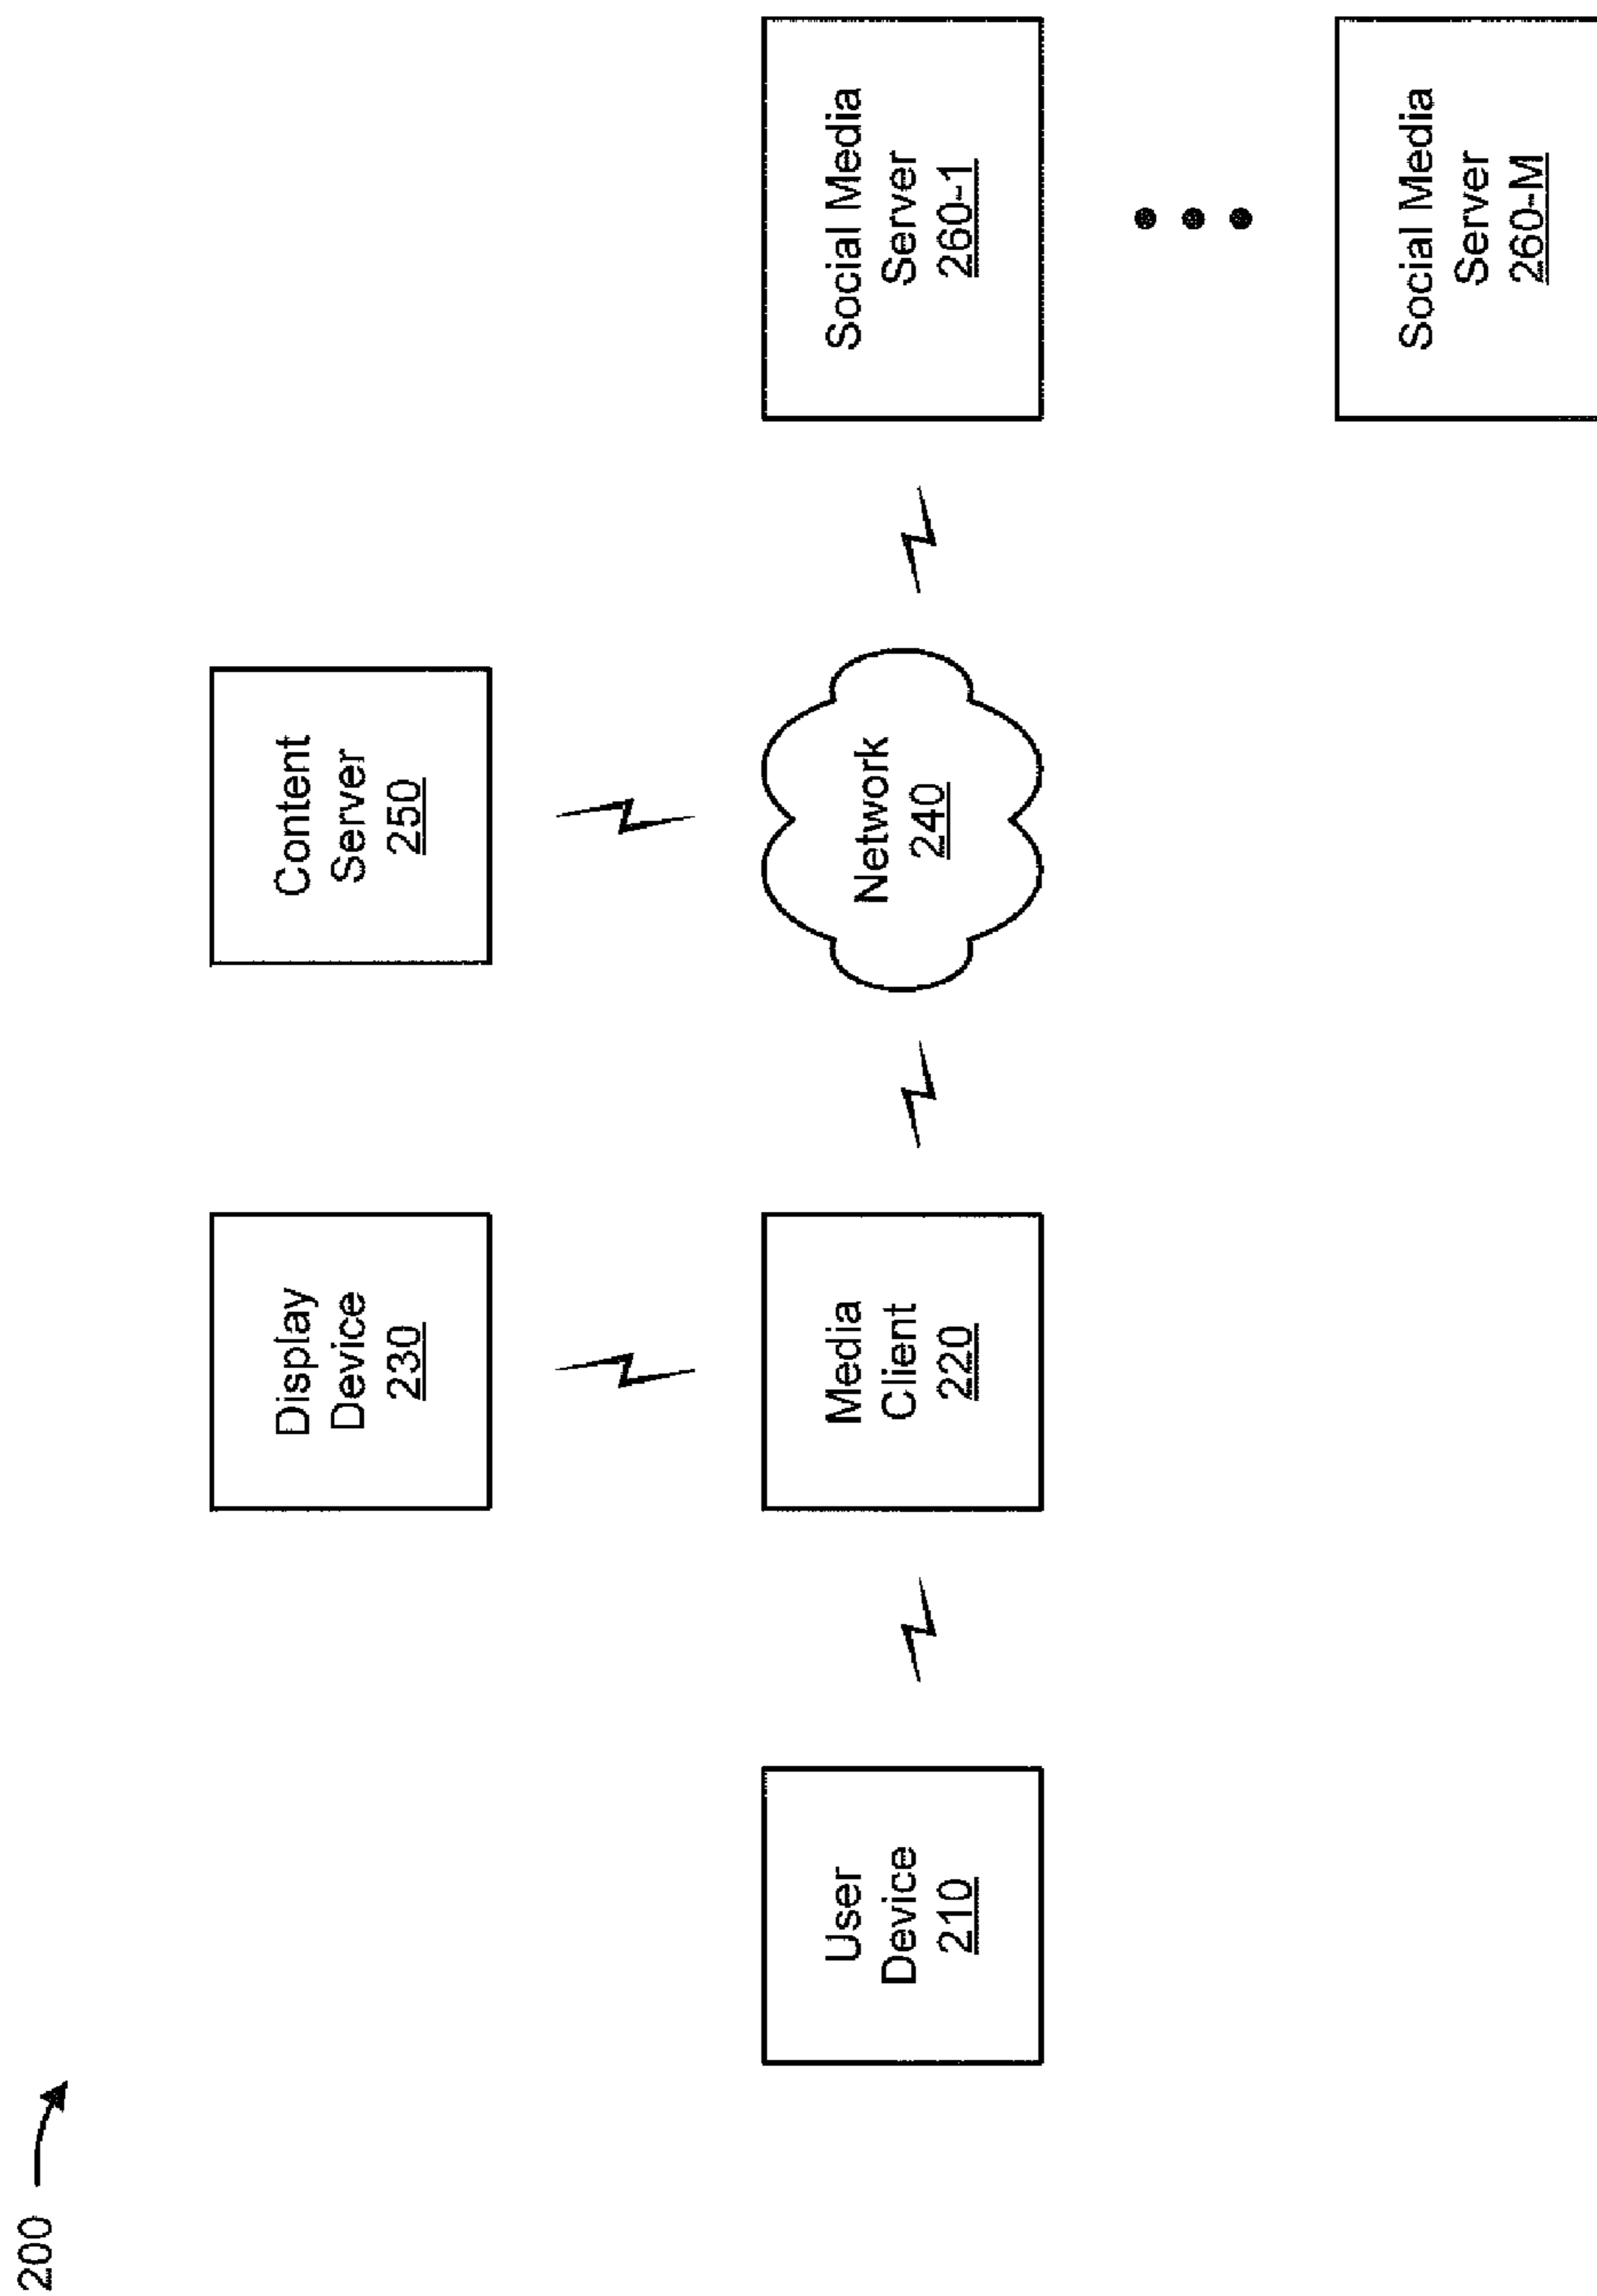 200
Display
Device
230
Content
Server
250
User
Device
210
Media
Client
220
Network
240
Social Media
Server
260-1
Social Media
Server
260-M